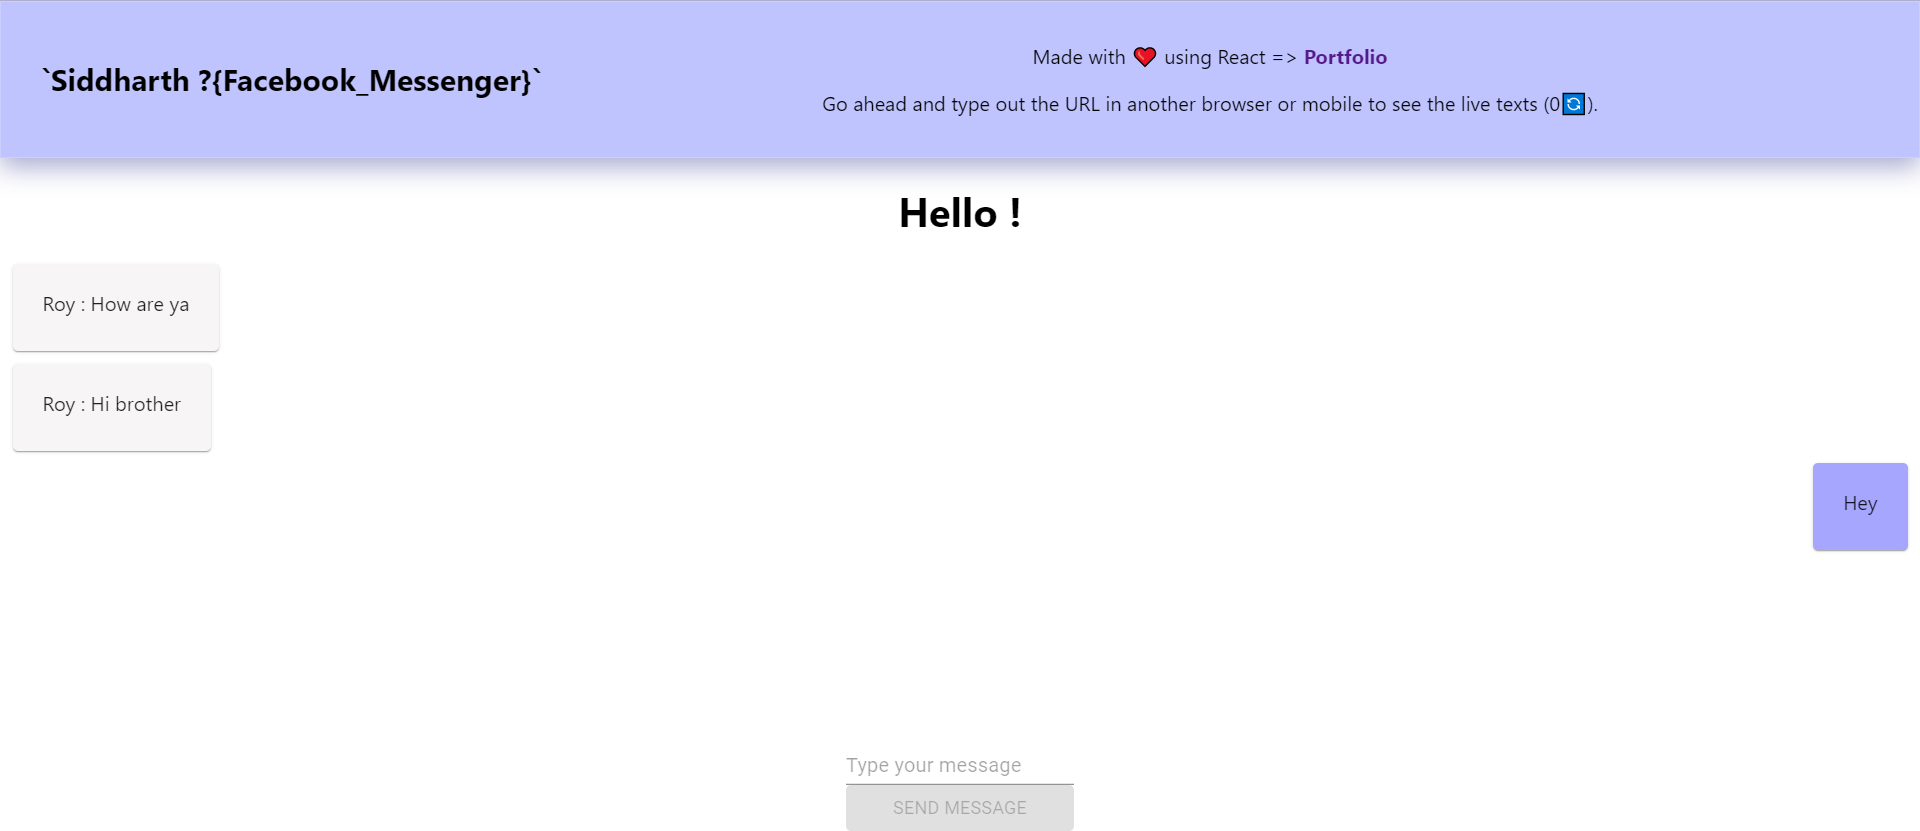 `Siddharth ?{Facebook_Messenger}`
Made with ❤️ using React => Portfolio
Go ahead and type out the URL in another browser or mobile to see the live texts (0🔄).
Hello !
Roy : How are ya
Roy : Hi brother
Hey
Type your message
SEND MESSAGE